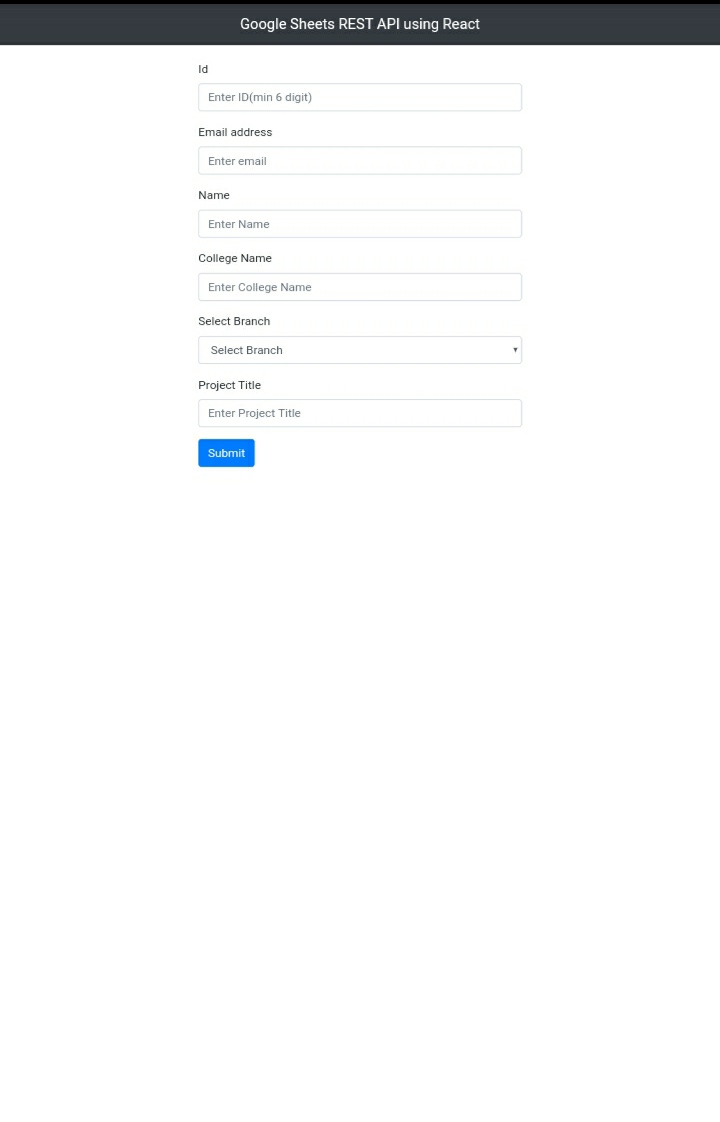 Google Sheets REST API using React
Id
Enter ID(min 6 digit)
Email address
Enter email
Name
Enter Name
College Name
Enter College Name
Select Branch
Select Branch
Project Title
Enter Project Title
Submit